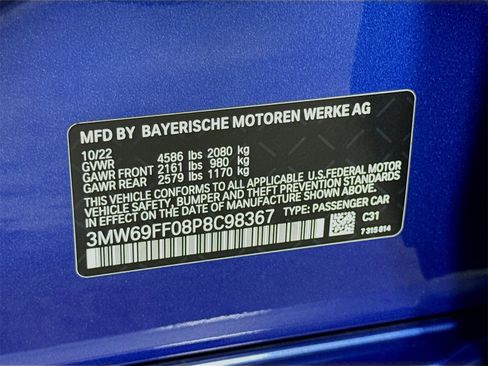 MFD BY BAYERISCHE MOTOREN WERKE AG
10/22
GVWR 4586 lbs 2080 kg
GAWR FRONT 2161 lbs 980 kg
GAWR REAR 2579 lbs 1170 kg
THIS VEHICLE CONFORMS TO ALL APPLICABLE U.S.FEDERAL MOTOR
VEHICLE SAFETY, BUMPER AND THEFT PREVENTION STANDARDS
IN EFFECT ON THE DATE OF MANUFACTURE SHOWN ABOVE.
3MW69FF08P8C98367 TYPE: PASSENGER CAR
C31
7 315 814